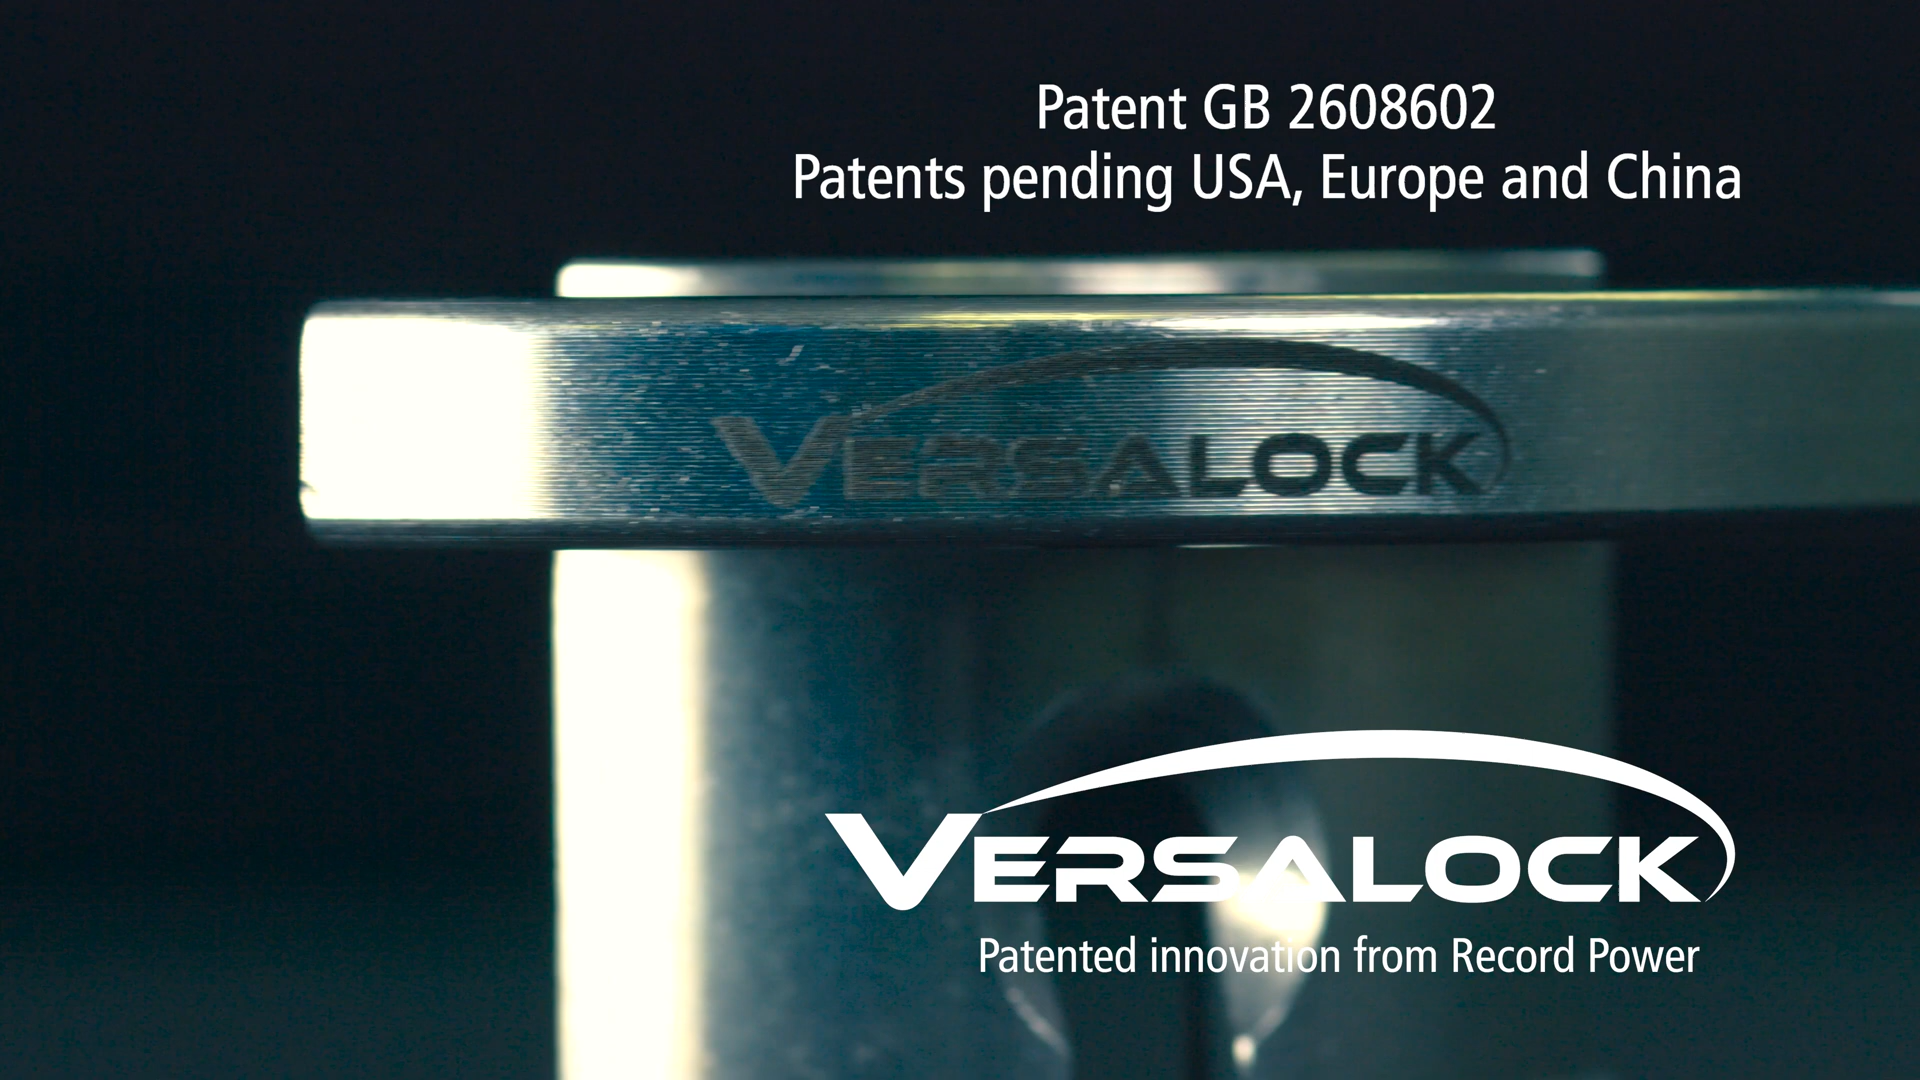 Patent GB 2608602
Patents pending USA, Europe and China
VERSALOCK
VERSALOCK
Patented innovation from Record Power